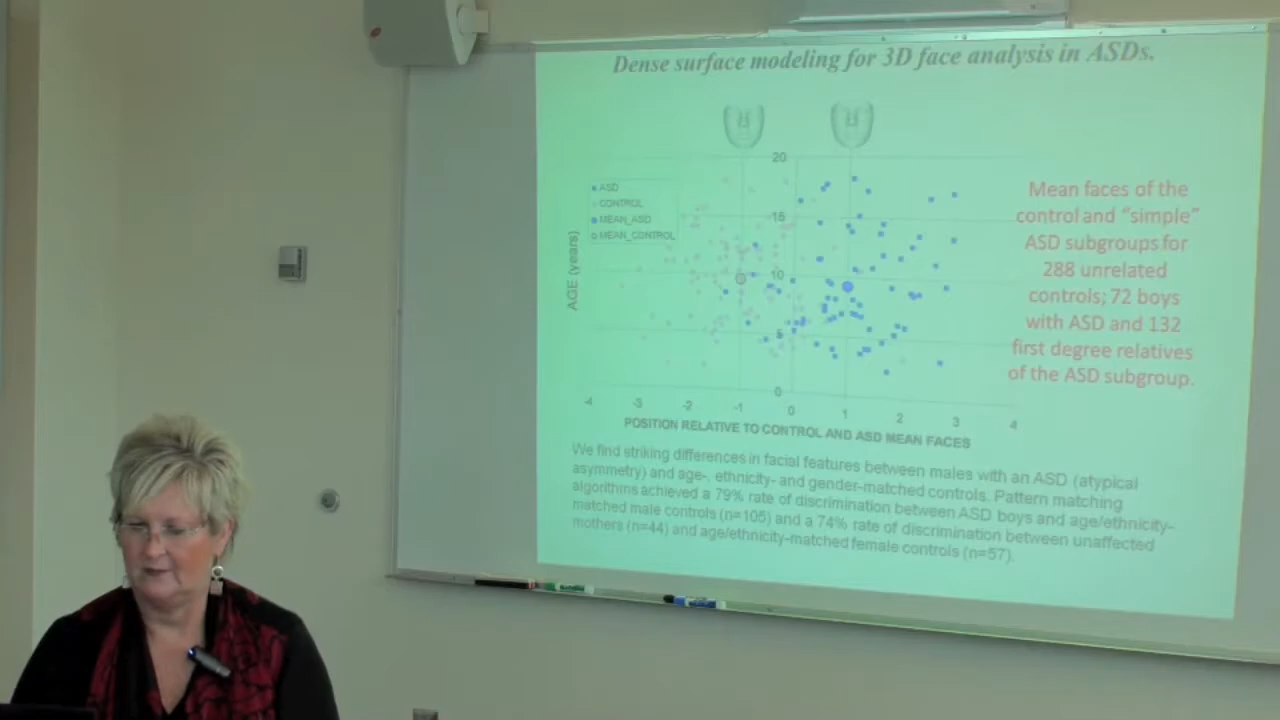 Dense surface modeling for 3D face analysis in ASDs.
20
ASD
CONTROL
MEAN_ASD
MEAN_CONTROL
15
10
5
0
AGE (years)
-4 -3 -2 -1 0 1 2 3 4
POSITION RELATIVE TO CONTROL AND ASD MEAN FACES
Mean faces of the
control and “simple”
ASD subgroups for
288 unrelated
controls; 72 boys
with ASD and 132
first degree relatives
of the ASD subgroup.
We find striking differences in facial features between males with an ASD (atypical
asymmetry) and age-, ethnicity- and gender-matched controls. Pattern matching
algorithms achieved a 79% rate of discrimination between ASD boys and age/ethnicity-
matched male controls (n=105) and a 74% rate of discrimination between unaffected
mothers (n=44) and age/ethnicity-matched female controls (n=57).